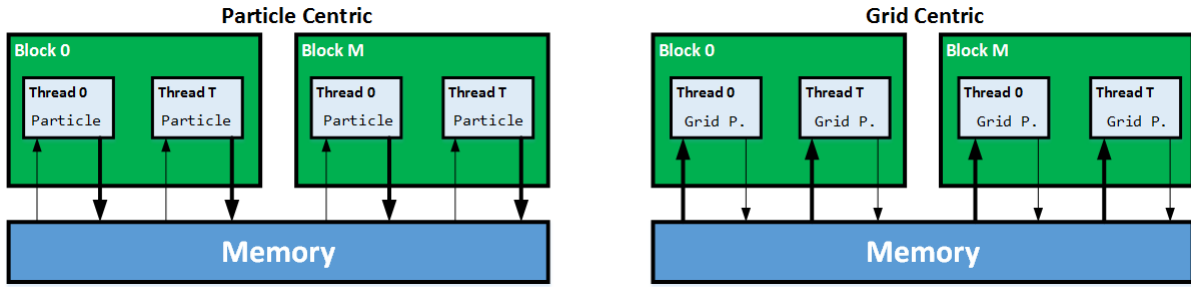 Particle Centric
Block 0
Thread 0
Particle
Thread T
Particle
Block M
Thread 0
Particle
Thread T
Particle
Memory
Grid Centric
Block 0
Thread 0
Grid P.
Thread T
Grid P.
Block M
Thread 0
Grid P.
Thread T
Grid P.
Memory